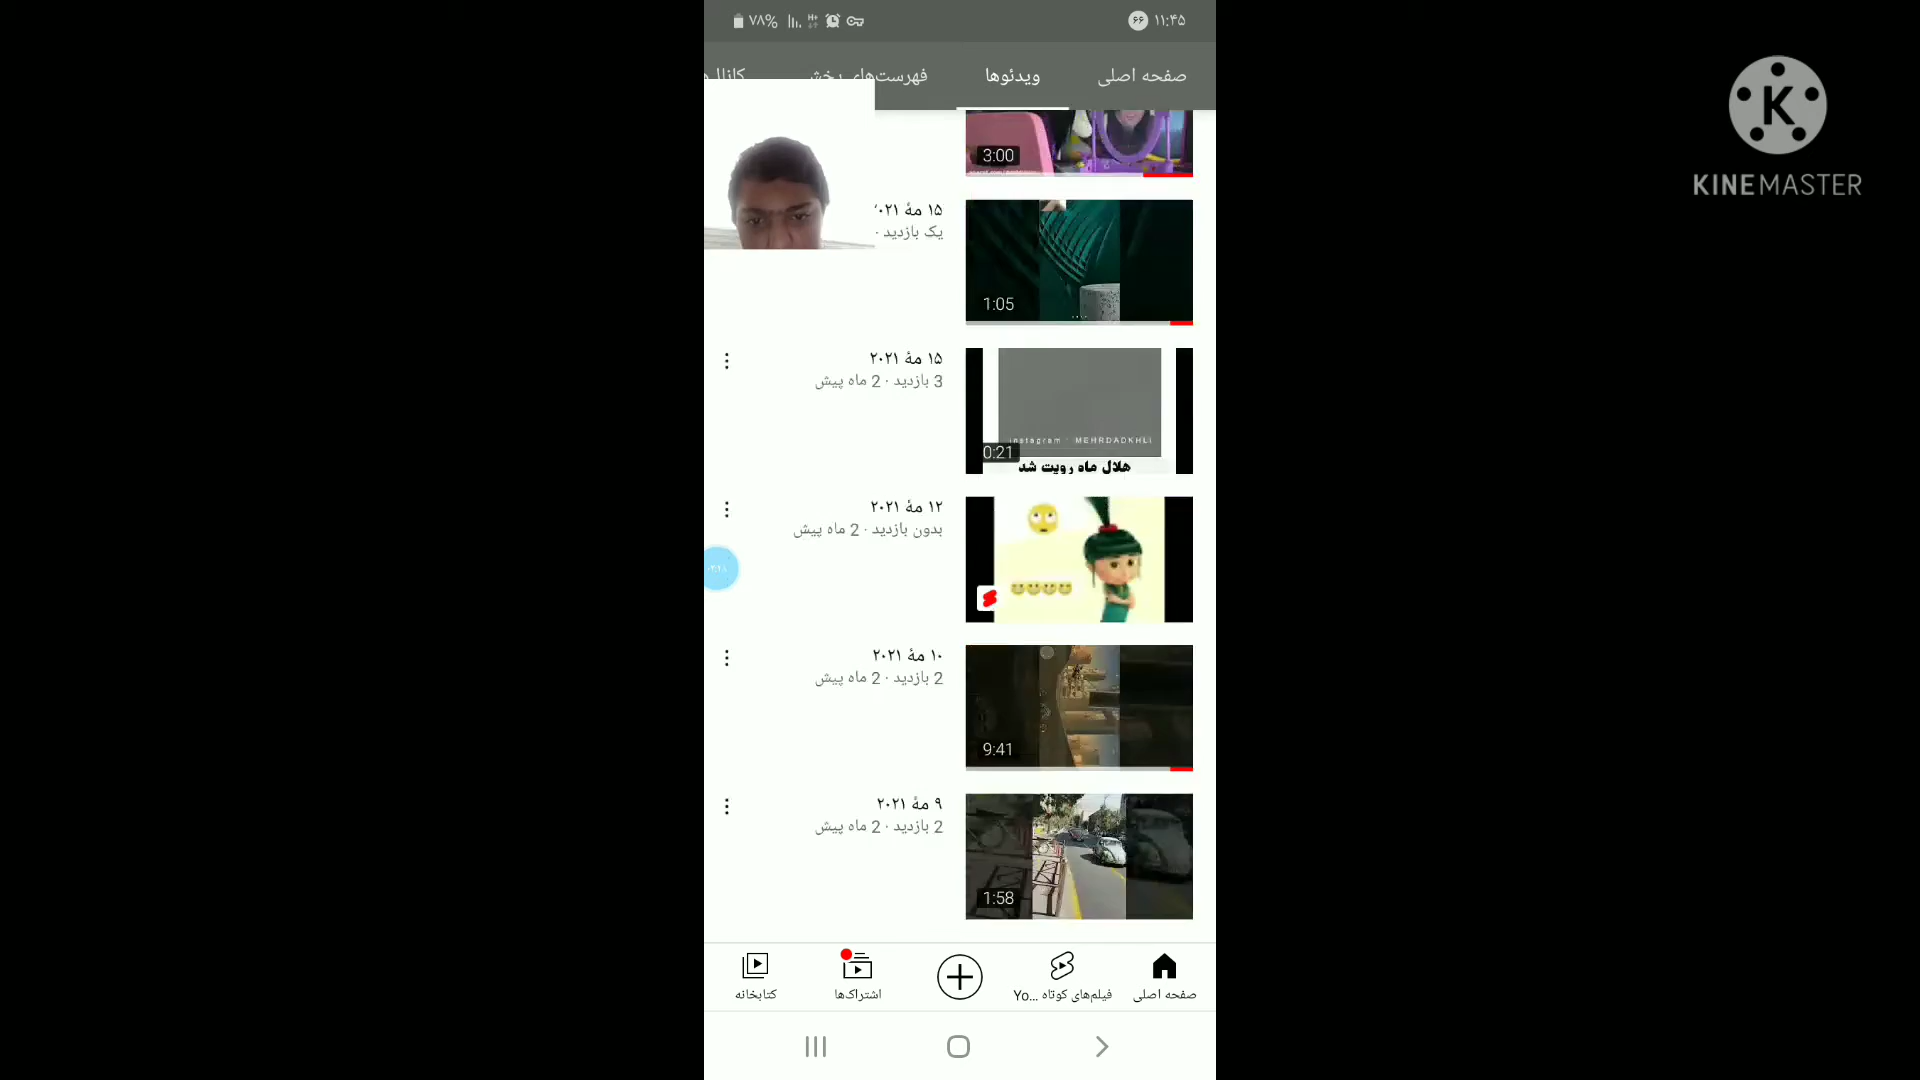 ۷۸%
۶۶ ۱۱:۴۵
صفحه اصلی
ویدئوها
فهرست‌های پخش
3:00
۱۵ مهٔ ۲۰۲۱
یک بازدید ·
1:05
۱۵ مهٔ ۲۰۲۱
3 بازدید · 2 ماه پیش
instagram : MEHRDADKHLI
0:21
هلال ماه رویت شد
۱۲ مهٔ ۲۰۲۱
بدون بازدید · 2 ماه پیش
۱۰ مهٔ ۲۰۲۱
2 بازدید · 2 ماه پیش
9:41
۹ مهٔ ۲۰۲۱
2 بازدید · 2 ماه پیش
1:58
صفحه اصلی
فیلم‌های کوتاه Yo...
اشتراک‌ها
کتابخانه
K
KINEMASTER